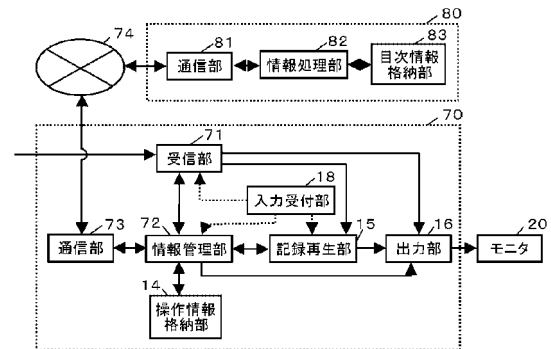 80
74
81
82
83
通信部
情報処理部
目次情報
格納部
70
71
受信部
18
入力受付部
73
72
15
16
20
通信部
情報管理部
記録再生部
出力部
モニタ
14
操作情報
格納部